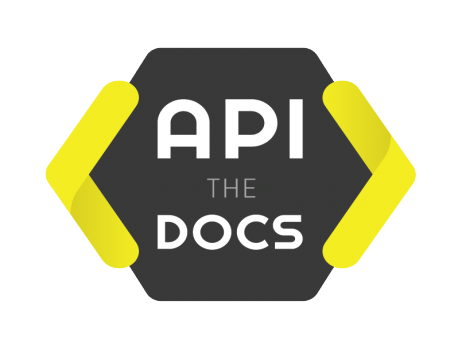 API
THE
DOCS